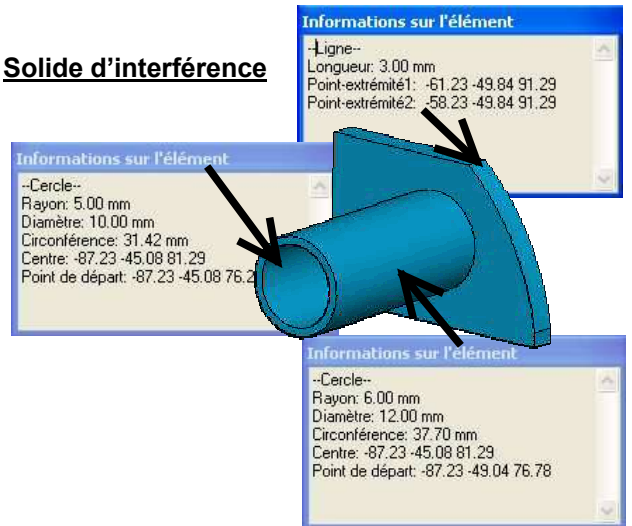 Solide d'interférence
Informations sur l'élément
--Ligne--
Longueur: 3.00 mm
Point-extrémité1: -61.23 -49.84 91.29
Point-extrémité2: -58.23 -49.84 91.29
Informations sur l'élément
--Cercle--
Rayon: 5.00 mm
Diamètre: 10.00 mm
Circonférence: 31.42 mm
Centre: -87.23 -45.08 81.29
Point de départ: -87.23 -45.08 76.2
Informations sur l'élément
--Cercle--
Rayon: 6.00 mm
Diamètre: 12.00 mm
Circonférence: 37.70 mm
Centre: -87.23 -45.08 81.29
Point de départ: -87.23 -49.04 76.78